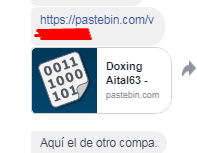 https://pastebin.com/v
0011
1000
101
Doxing
Aital63 -
pastebin.com
Aquí el de otro compa.